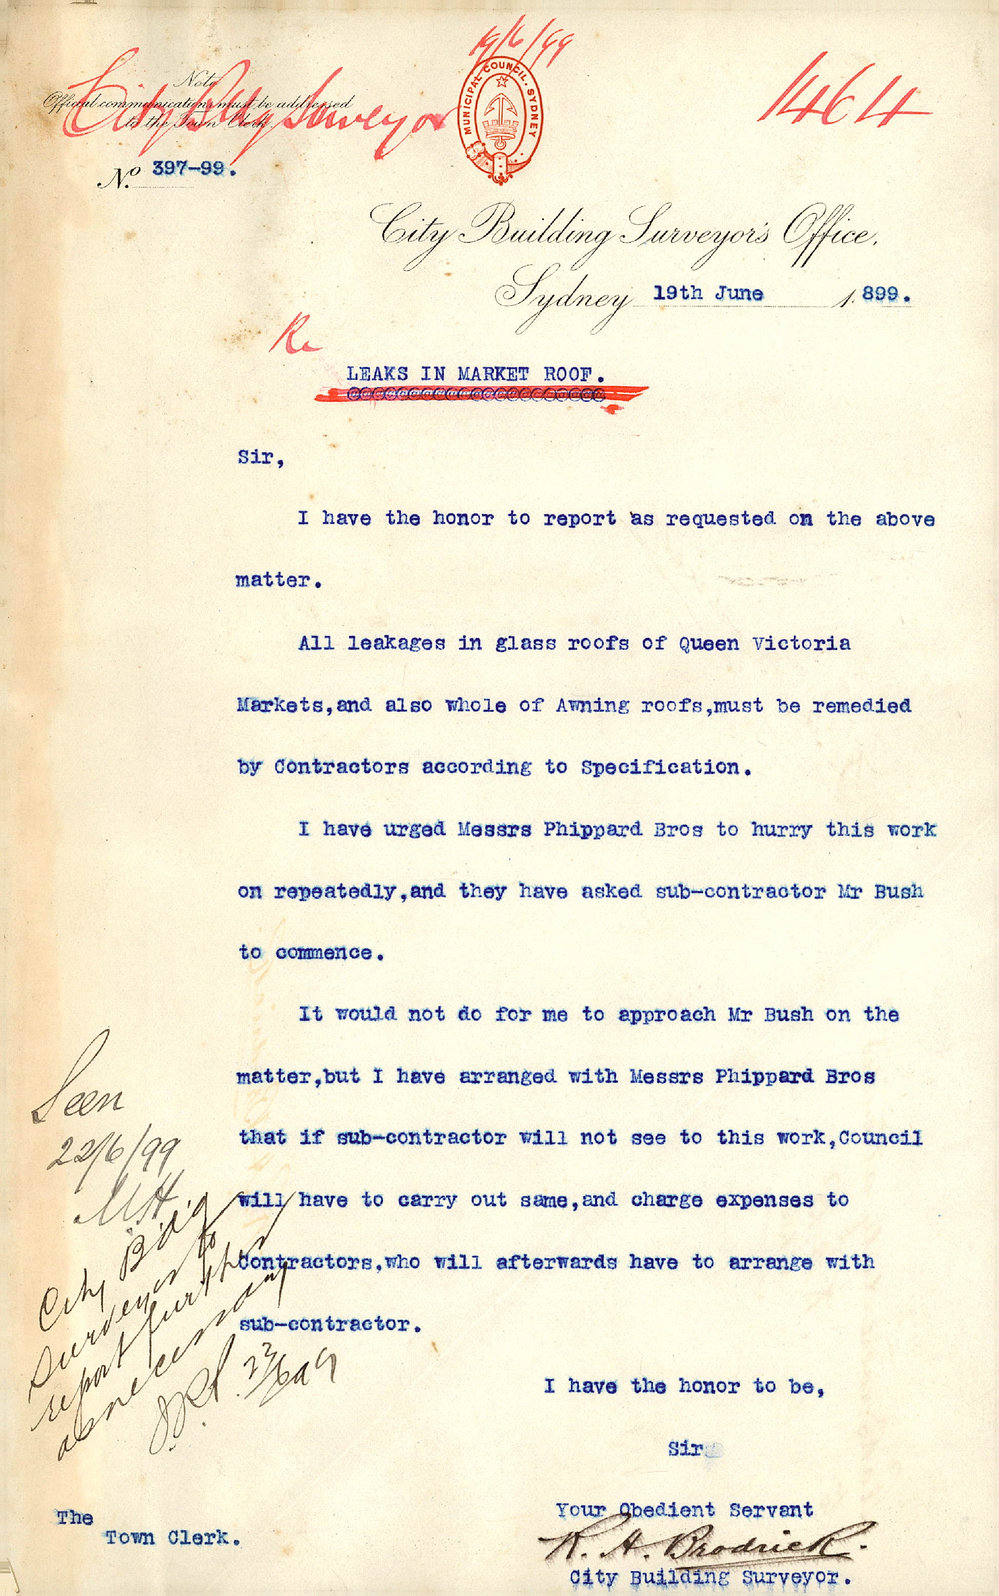 19/6/99
City Bldg Surveyor
1464
Note
Official communications must be addressed
to the Town Clerk.
MUNICIPAL COUNCIL. SYDNEY
No. 397-99.
City Building Surveyor's Office.
Sydney 19th June 1899.
Re
LEAKS IN MARKET ROOF.
Sir,
I have the honor to report as requested on the above
matter.
All leakages in glass roofs of Queen Victoria
Markets,and also whole of Awning roofs,must be remedied
by Contractors according to Specification.
I have urged Messrs Phippard Bros to hurry this work
on repeatedly,and they have asked sub-contractor Mr Bush
to commence.
It would not do for me to approach Mr Bush on the
matter,but I have arranged with Messrs Phippard Bros
that if sub-contractor will not see to this work,Council
will have to carry out same,and charge expenses to
Contractors,who will afterwards have to arrange with
sub-contractor.
Seen
22/6/99
M.H.
City Bldg
Surveyor to
report further
as necessary
22/6/99
I have the honor to be,
Sir
Your Obedient Servant
R. H. Brodrick.
City Building Surveyor.
The
Town Clerk.